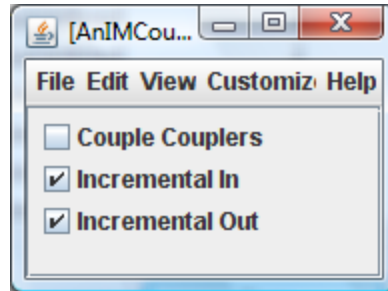 [AnIMCou...
File Edit View Customiz Help
Couple Couplers
Incremental In
Incremental Out